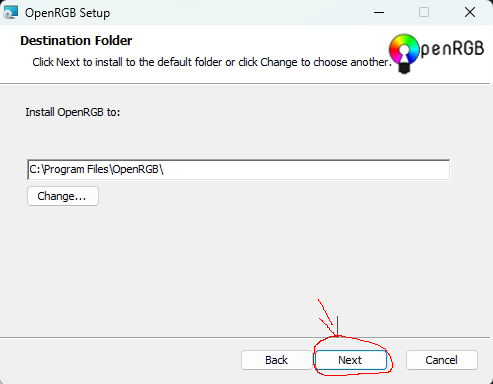 OpenRGB Setup
Destination Folder
Click Next to install to the default folder or click Change to choose another.
OpenRGB
Install OpenRGB to:
C:\Program Files\OpenRGB\
Change...
Back
Next
Cancel